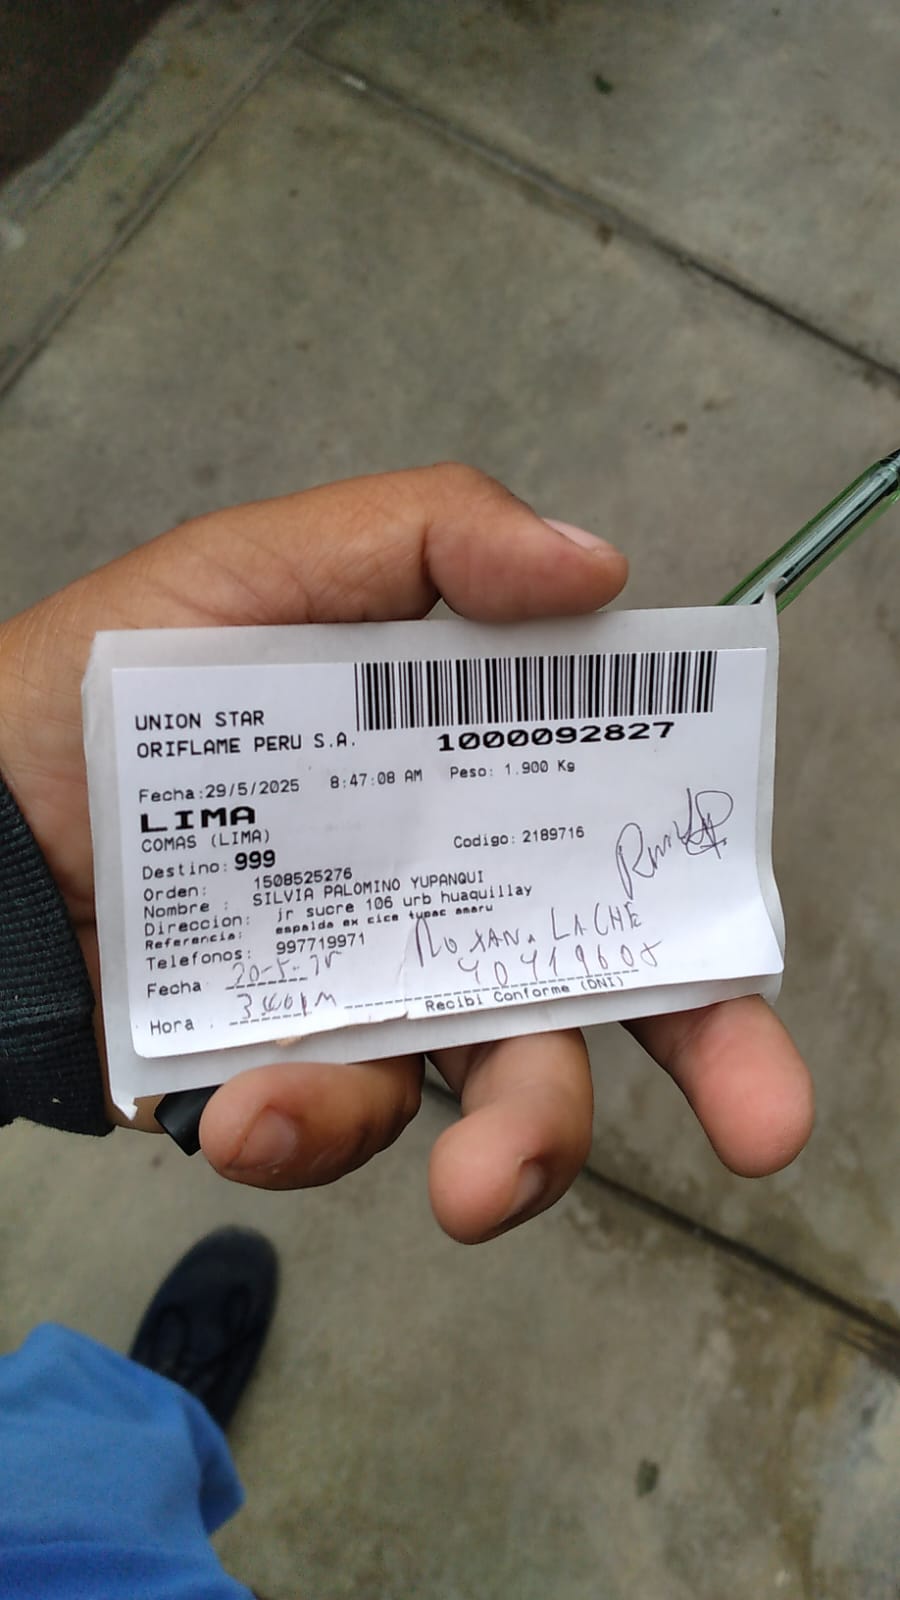 UNION STAR
ORIFLAME PERU S.A.
1000092827
Fecha:29/5/2025 8:47:08 AM Peso: 1.900 Kg
LIMA
COMAS (LIMA)
Destino: 999 Codigo: 2189716
Orden: 1508525276
Nombre : SILVIA PALOMINO YUPANQUI
Direccion: jr sucre 106 urb huaquillay
Referencia: espalda ex cice tupac amaru
Telefonos: 997719971
LACHE
Fecha
Hora :
Recibi Conforme (DNI)